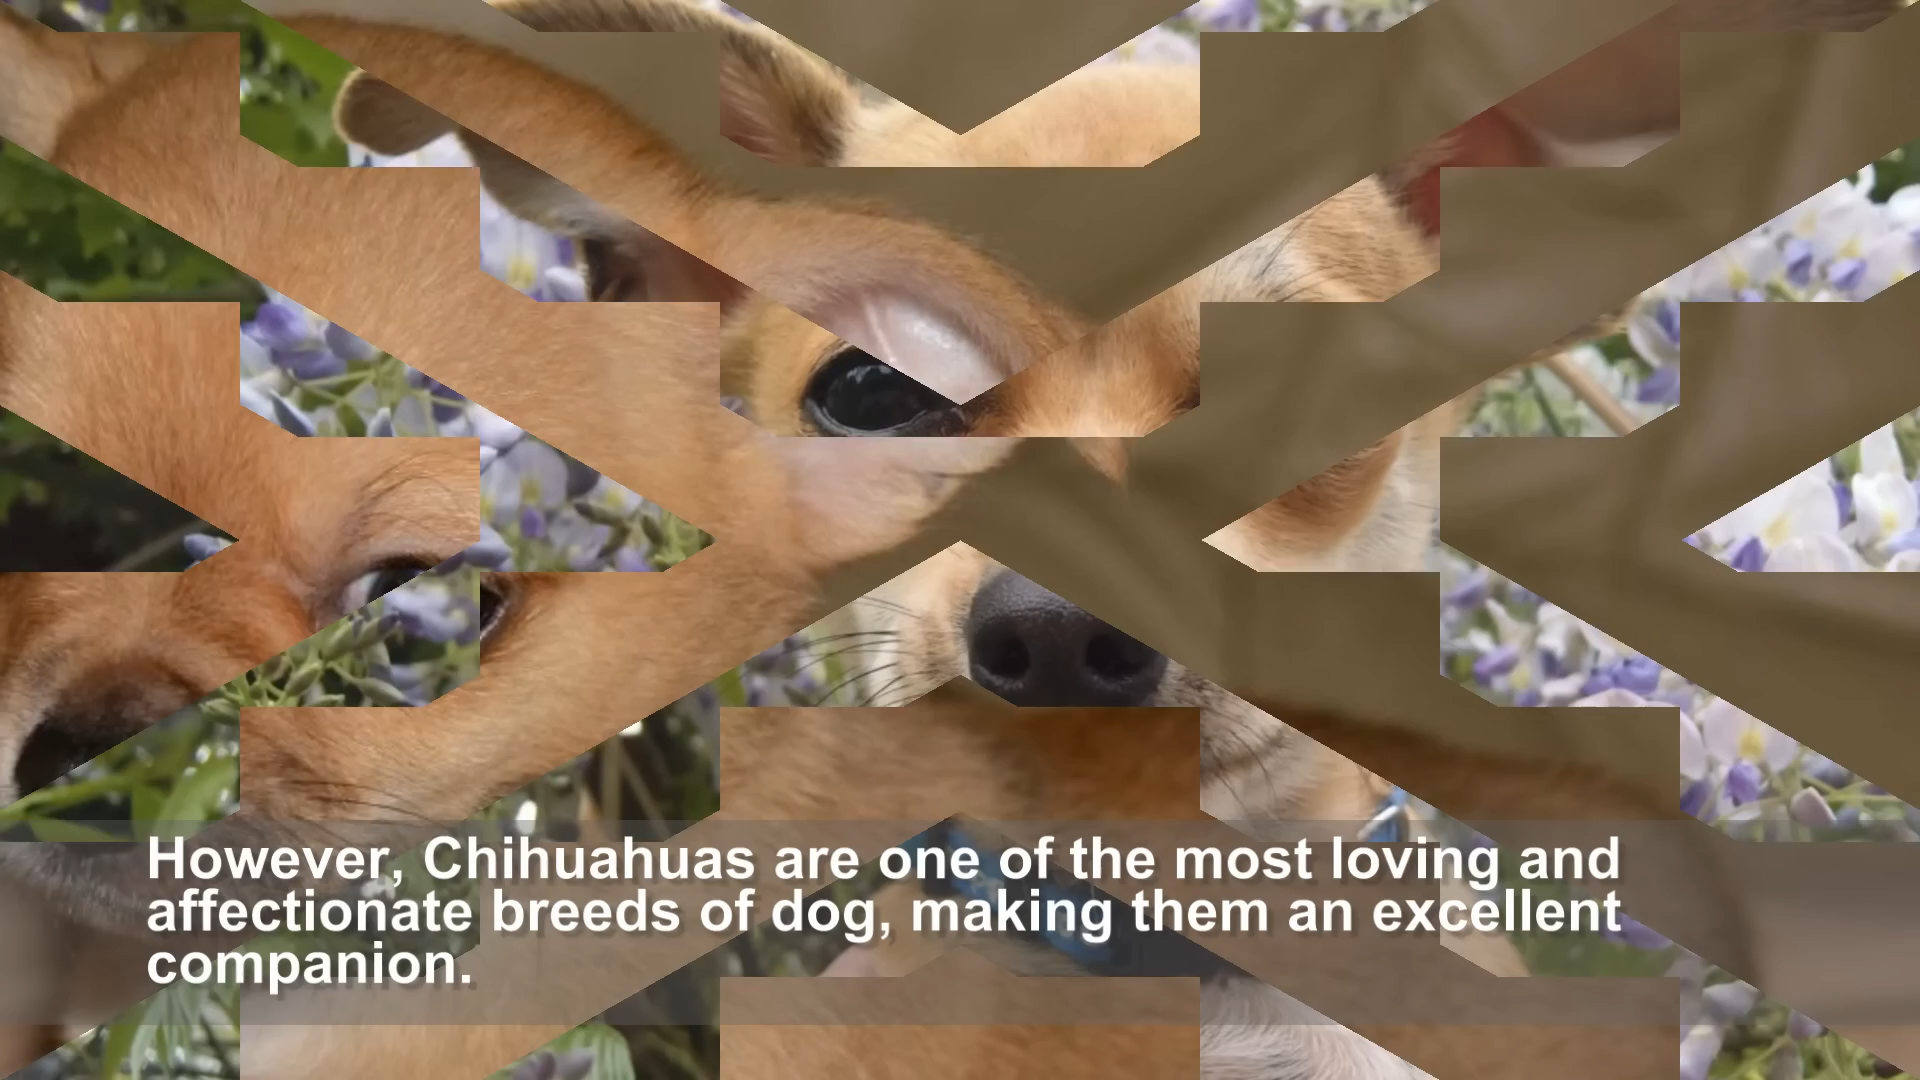 However, Chihuahuas are one of the most loving and
affectionate breeds of dog, making them an excellent
companion.